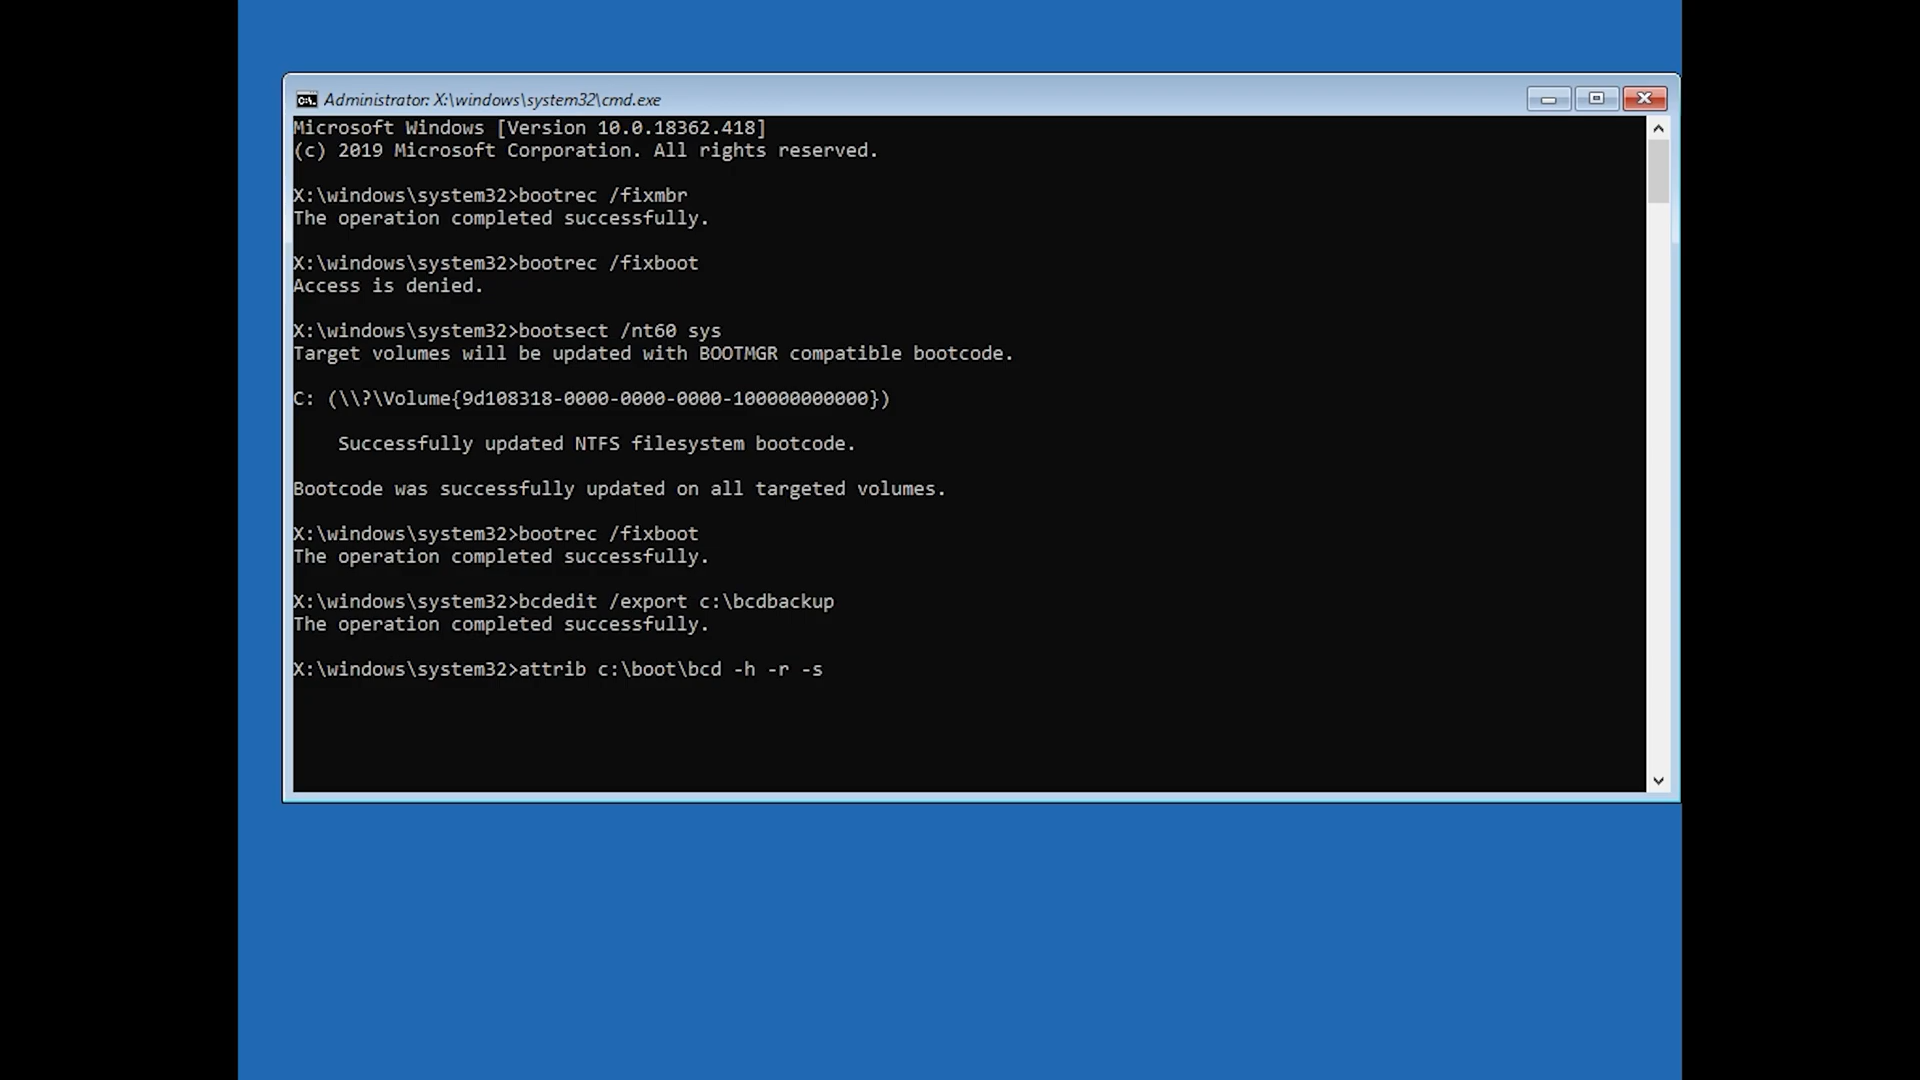 Administrator: X:\windows\system32\cmd.exe
Microsoft Windows [Version 10.0.18362.418]
(c) 2019 Microsoft Corporation. All rights reserved.
X:\windows\system32>bootrec /fixmbr
The operation completed successfully.
X:\windows\system32>bootrec /fixboot
Access is denied.
X:\windows\system32>bootsect /nt60 sys
Target volumes will be updated with BOOTMGR compatible bootcode.
C: (\\?\Volume{9d108318-0000-0000-0000-100000000000})
Successfully updated NTFS filesystem bootcode.
Bootcode was successfully updated on all targeted volumes.
X:\windows\system32>bootrec /fixboot
The operation completed successfully.
X:\windows\system32>bcdedit /export c:\bcdbackup
The operation completed successfully.
X:\windows\system32>attrib c:\boot\bcd -h -r -s